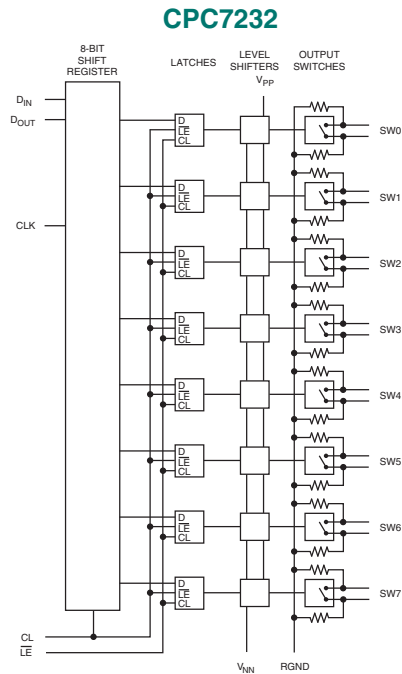 CPC7232
8-BIT
SHIFT
REGISTER
LATCHES
LEVEL
SHIFTERS
OUTPUT
SWITCHES
VPP
DIN
DOUT
CLK
D
LE
CL
SW0
D
LE
CL
SW1
D
LE
CL
SW2
D
LE
CL
SW3
D
LE
CL
SW4
D
LE
CL
SW5
D
LE
CL
SW6
D
LE
CL
SW7
CL
LE
VNN
RGND